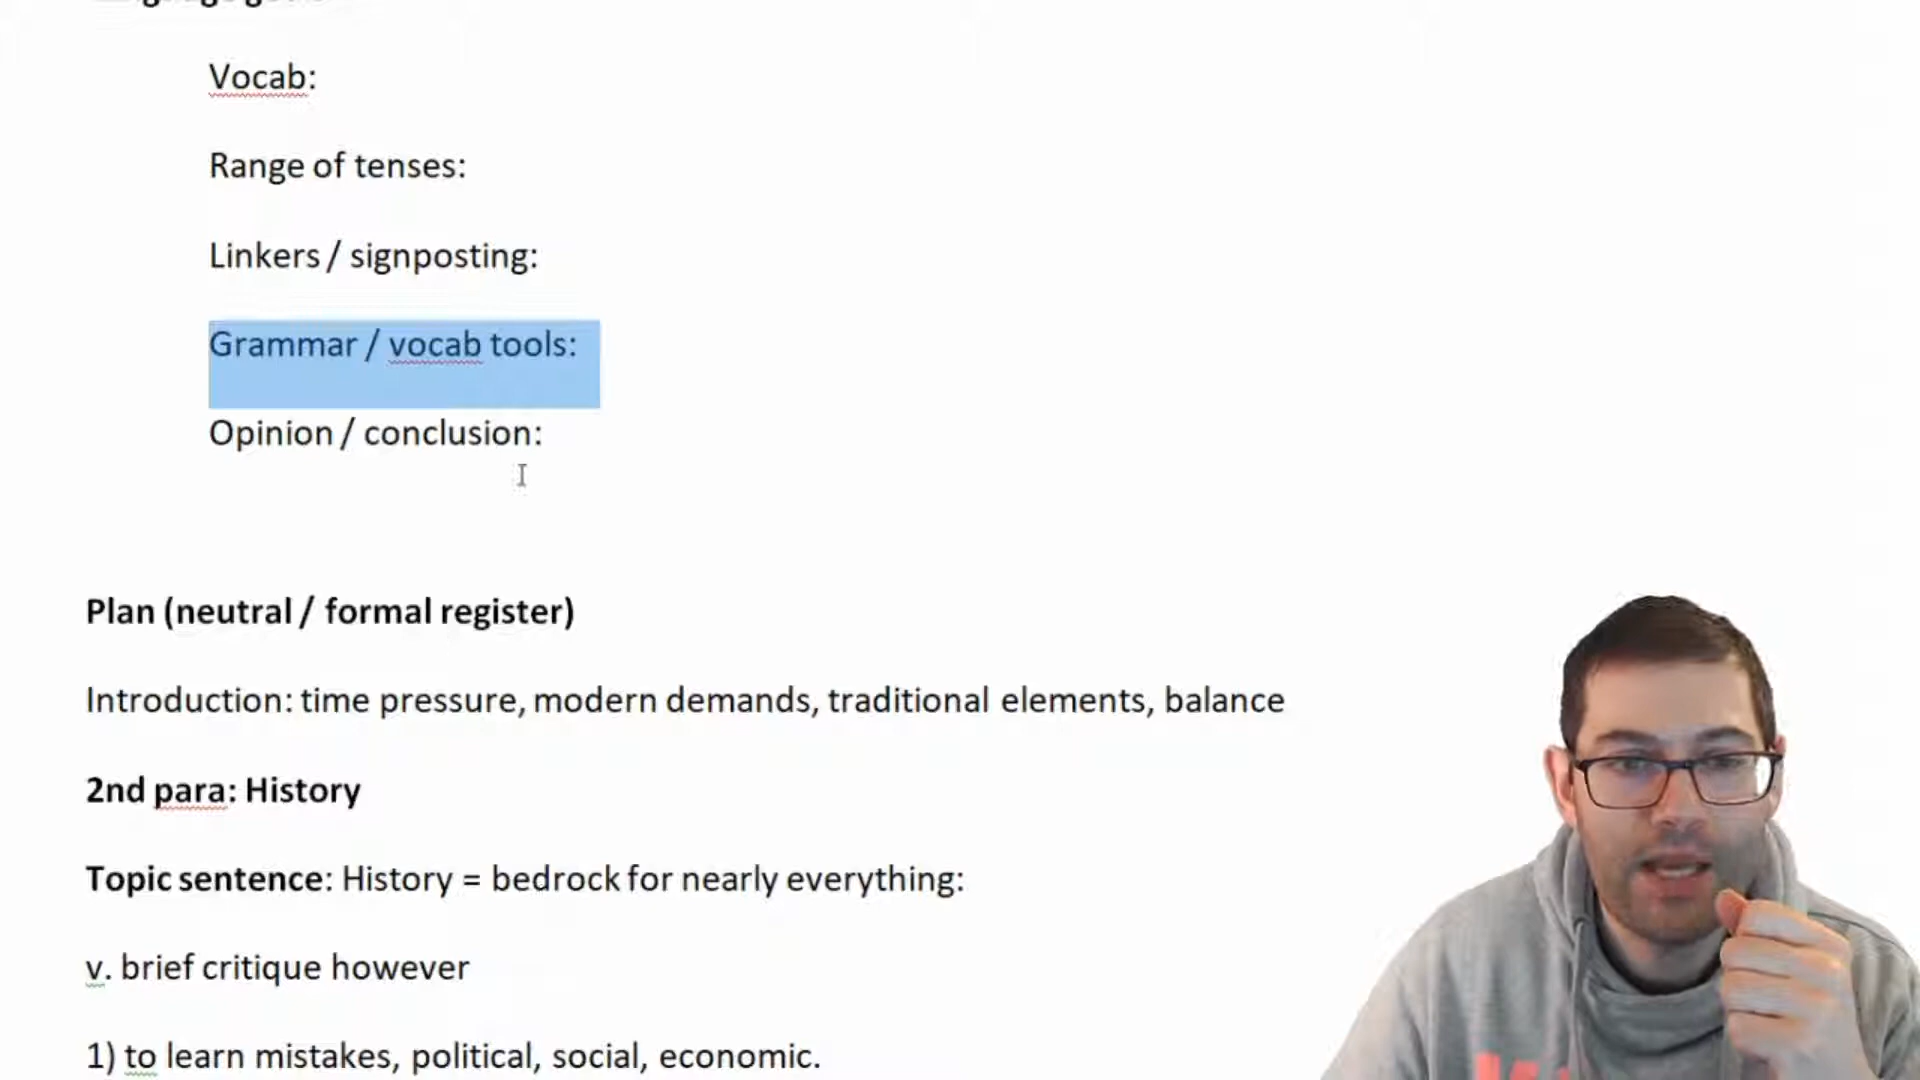 Vocab:
Range of tenses:
Linkers / signposting:
Grammar / vocab tools:
Opinion / conclusion:
Plan (neutral / formal register)
Introduction: time pressure, modern demands, traditional elements, balance
2nd para: History
Topic sentence: History = bedrock for nearly everything:
v. brief critique however
1) to learn mistakes, political, social, economic.